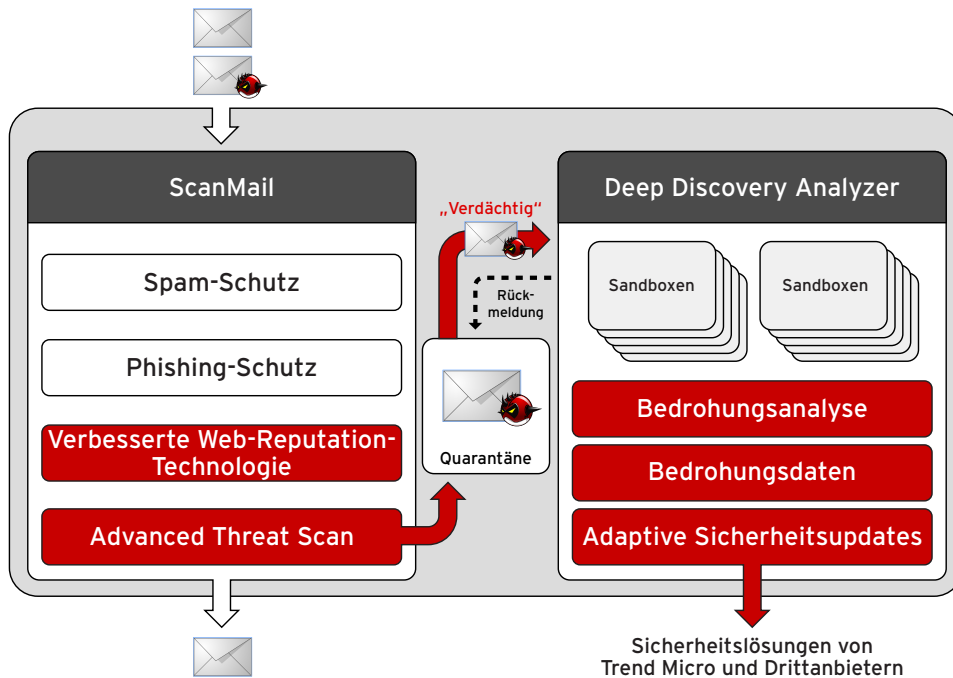 ScanMail
Spam-Schutz
Phishing-Schutz
Verbesserte Web-Reputation-
Technologie
Advanced Threat Scan
„Verdächtig“
Rück-
meldung
Quarantäne
Deep Discovery Analyzer
Sandboxen
Sandboxen
Bedrohungsanalyse
Bedrohungsdaten
Adaptive Sicherheitsupdates
Sicherheitslösungen von
Trend Micro und Drittanbietern